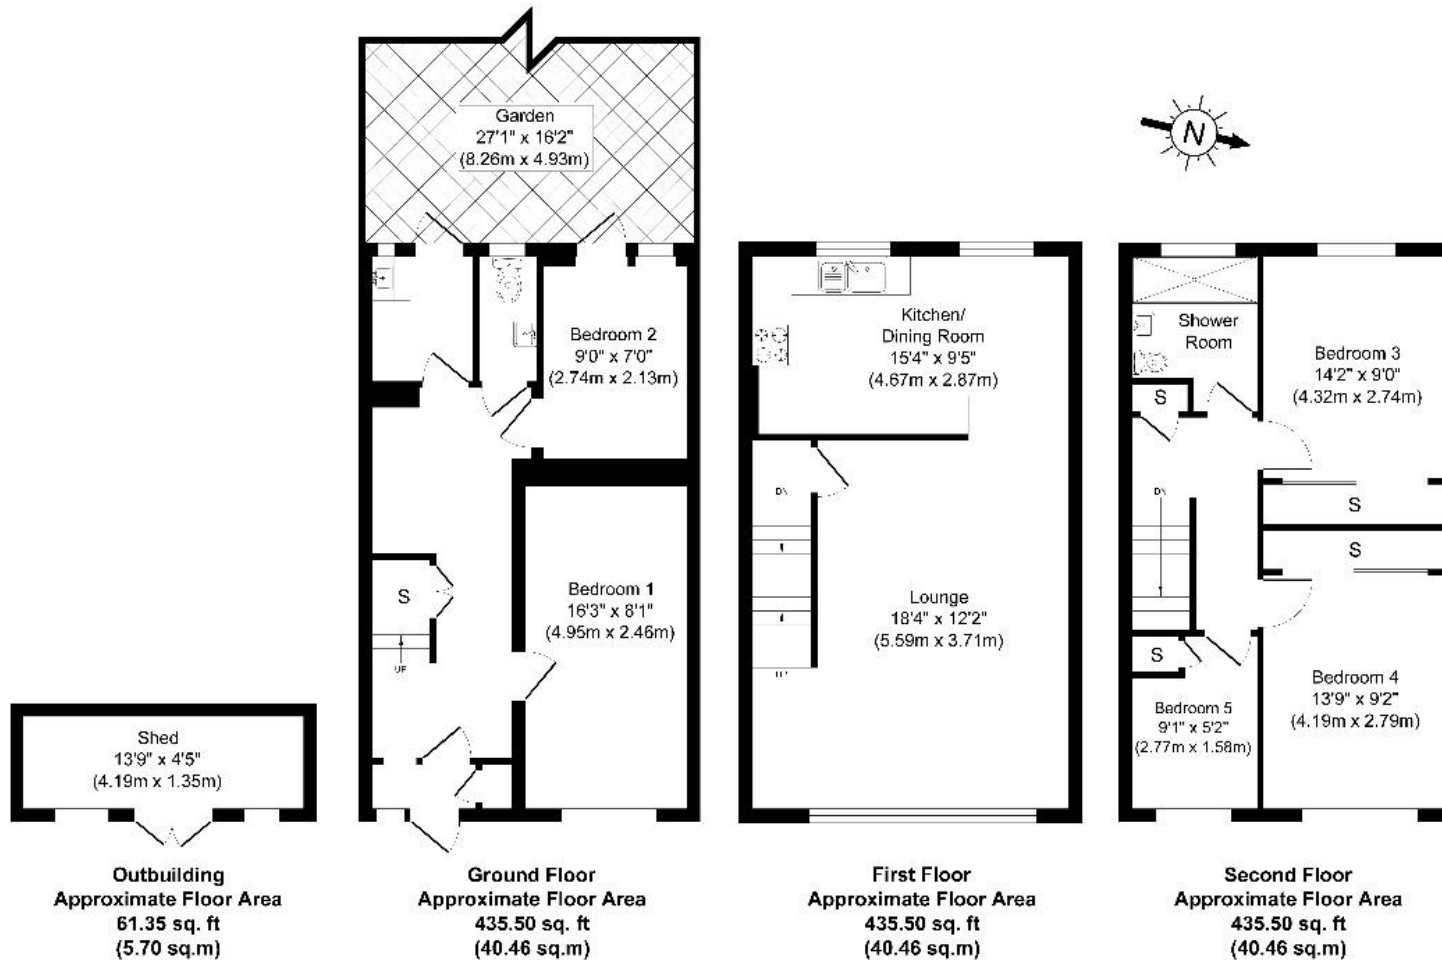 Garden
27'1" x 16'2"
(8.26m x 4.93m)
N
Bedroom 2
9'0" x 7'0"
(2.74m x 2.13m)
S
UP
Bedroom 1
16'3" x 8'1"
(4.95m x 2.46m)
Kitchen/
Dining Room
15'4" x 9'5"
(4.67m x 2.87m)
DN
UP
Lounge
18'4" x 12'2"
(5.59m x 3.71m)
Shower
Room
S
Bedroom 3
14'2" x 9'0"
(4.32m x 2.74m)
DN
S
S
S
Bedroom 4
13'9" x 9'2"
(4.19m x 2.79m)
Bedroom 5
9'1" x 5'2"
(2.77m x 1.58m)
Shed
13'9" x 4'5"
(4.19m x 1.35m)
Outbuilding
Approximate Floor Area
61.35 sq. ft
(5.70 sq.m)
Ground Floor
Approximate Floor Area
435.50 sq. ft
(40.46 sq.m)
First Floor
Approximate Floor Area
435.50 sq. ft
(40.46 sq.m)
Second Floor
Approximate Floor Area
435.50 sq. ft
(40.46 sq.m)